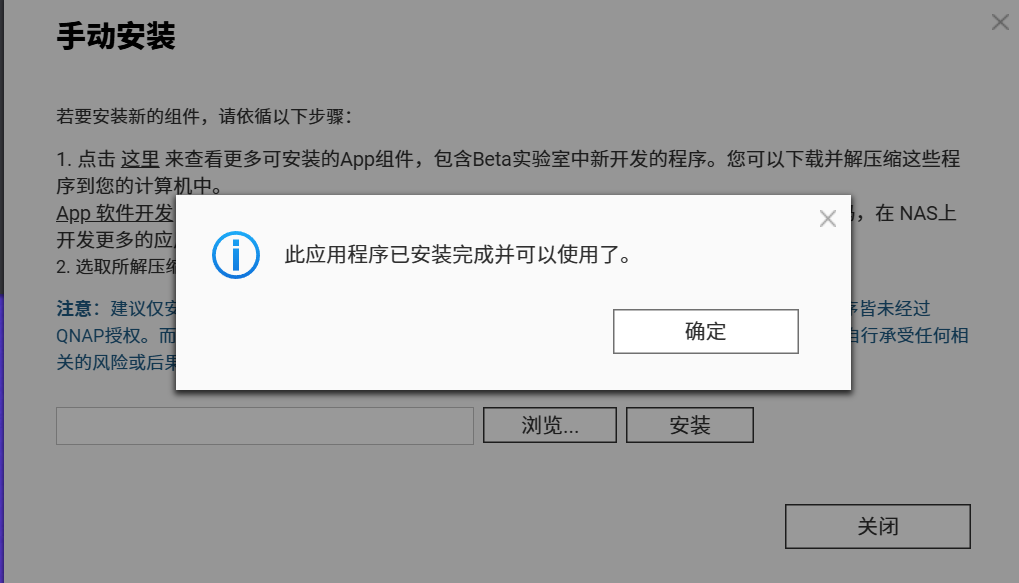 手动安装
若要安装新的组件，请依循以下步骤：
1. 点击 这里 来查看更多可安装的App组件，包含Beta实验室中新开发的程序。您可以下载并解压缩这些程
序到您的计算机中。
App 软件开发 ，在 NAS上
开发更多的应
2. 选取所解压缩
此应用程序已安装完成并可以使用了。
注意：建议仅安 序皆未经过
QNAP授权。而 自行承受任何相
关的风险或后果
确定
浏览...
安装
关闭